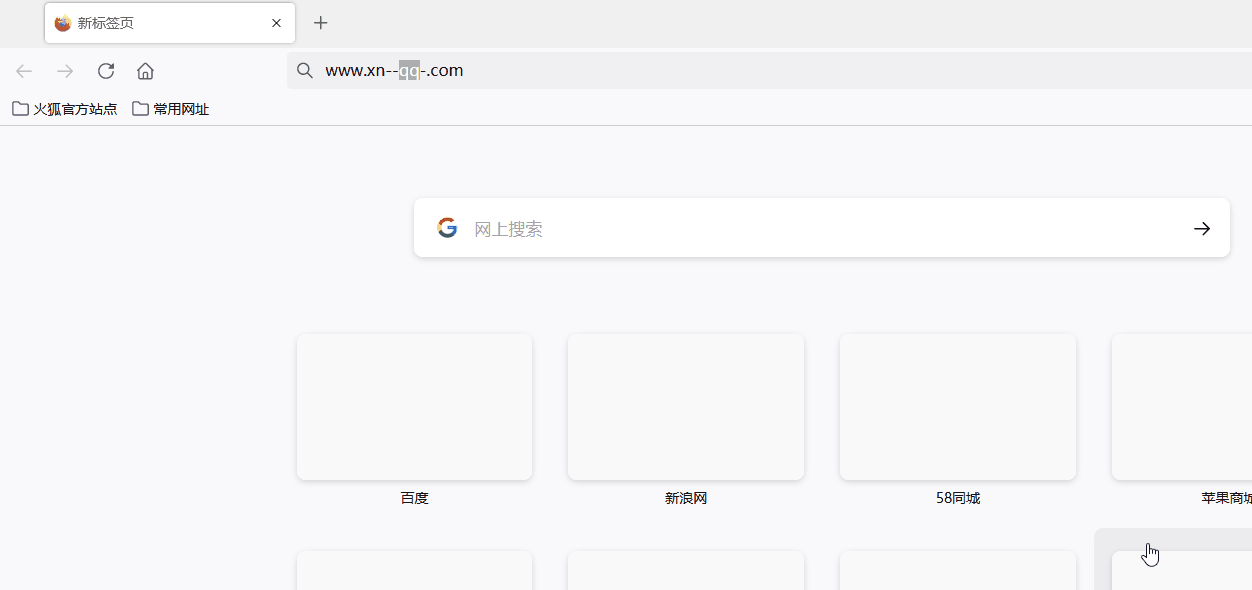 新标签页
www.xn--qq-.com
火狐官方站点 常用网址
网上搜索
百度 新浪网 58同城 苹果商城